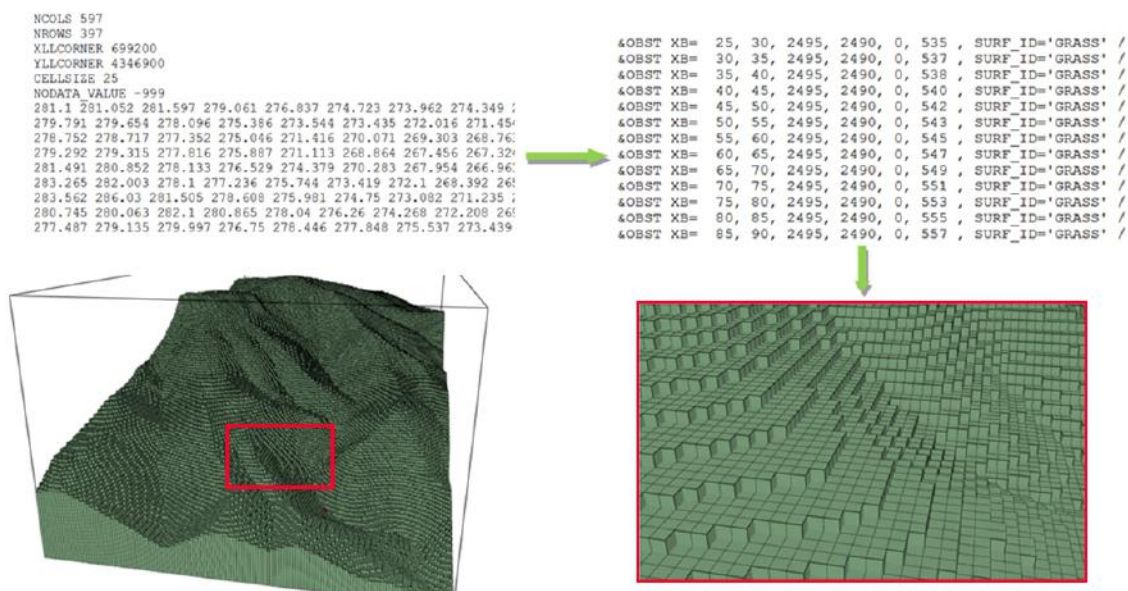 NCOLS 597
NROWS 397
XLLCORNER 699200
YLLCORNER 4346900
CELLSIZE 25
NODATA_VALUE -999
281.1 281.052 281.597 279.061 276.837 274.723 273.962 274.349
279.791 279.654 278.016 275.386 273.544 273.435 272.016 271.454
278.752 278.717 277.352 275.046 271.416 270.071 269.303 268.763
279.292 279.315 277.816 275.887 271.113 268.864 267.456 267.324
281.491 280.852 278.133 276.529 274.379 270.283 267.954 266.963
283.265 282.003 278.1 277.236 275.744 273.419 272.1 268.392
283.562 286.03 281.505 278.608 275.981 274.75 273.082 271.235
280.745 280.063 282.1 280.865 278.04 276.26 274.268 272.208
277.487 279.135 279.997 276.75 278.446 277.848 275.537 273.439
&OBST XB= 25, 30, 2495, 2490, 0, 535 , SURF_ID='GRASS' /
&OBST XB= 30, 35, 2495, 2490, 0, 537 , SURF_ID='GRASS' /
&OBST XB= 35, 40, 2495, 2490, 0, 538 , SURF_ID='GRASS' /
&OBST XB= 40, 45, 2495, 2490, 0, 540 , SURF_ID='GRASS' /
&OBST XB= 45, 50, 2495, 2490, 0, 542 , SURF_ID='GRASS' /
&OBST XB= 50, 55, 2495, 2490, 0, 543 , SURF_ID='GRASS' /
&OBST XB= 55, 60, 2495, 2490, 0, 545 , SURF_ID='GRASS' /
&OBST XB= 60, 65, 2495, 2490, 0, 547 , SURF_ID='GRASS' /
&OBST XB= 65, 70, 2495, 2490, 0, 549 , SURF_ID='GRASS' /
&OBST XB= 70, 75, 2495, 2490, 0, 551 , SURF_ID='GRASS' /
&OBST XB= 75, 80, 2495, 2490, 0, 553 , SURF_ID='GRASS' /
&OBST XB= 80, 85, 2495, 2490, 0, 555 , SURF_ID='GRASS' /
&OBST XB= 85, 90, 2495, 2490, 0, 557 , SURF_ID='GRASS' /